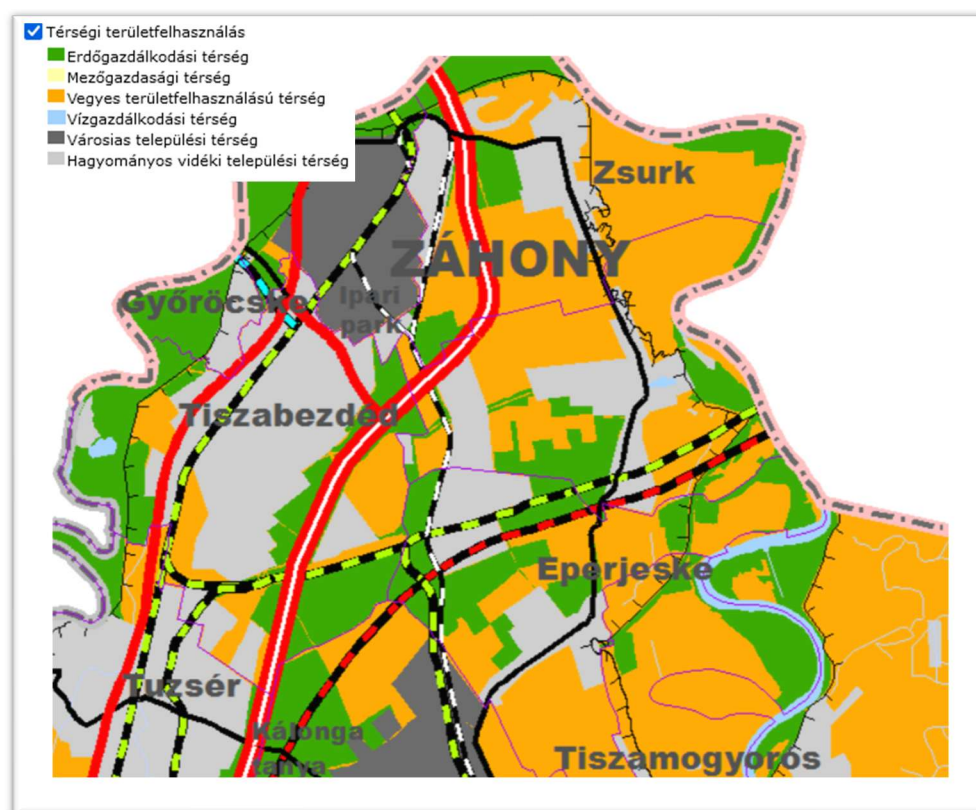 Térségi területfelhasználás
Erdőgazdálkodási térség
Mezőgazdasági térség
Vegyes területfelhasználású térség
Vízgazdálkodási térség
Városias települési térség
Hagyományos vidéki települési térség
Zsurk
ZÁHONY
Győröcske
Ipari
park
Tiszabezdéd
Eperjeske
Tuzsér
Kálonga
tanya
Tiszamogyorós